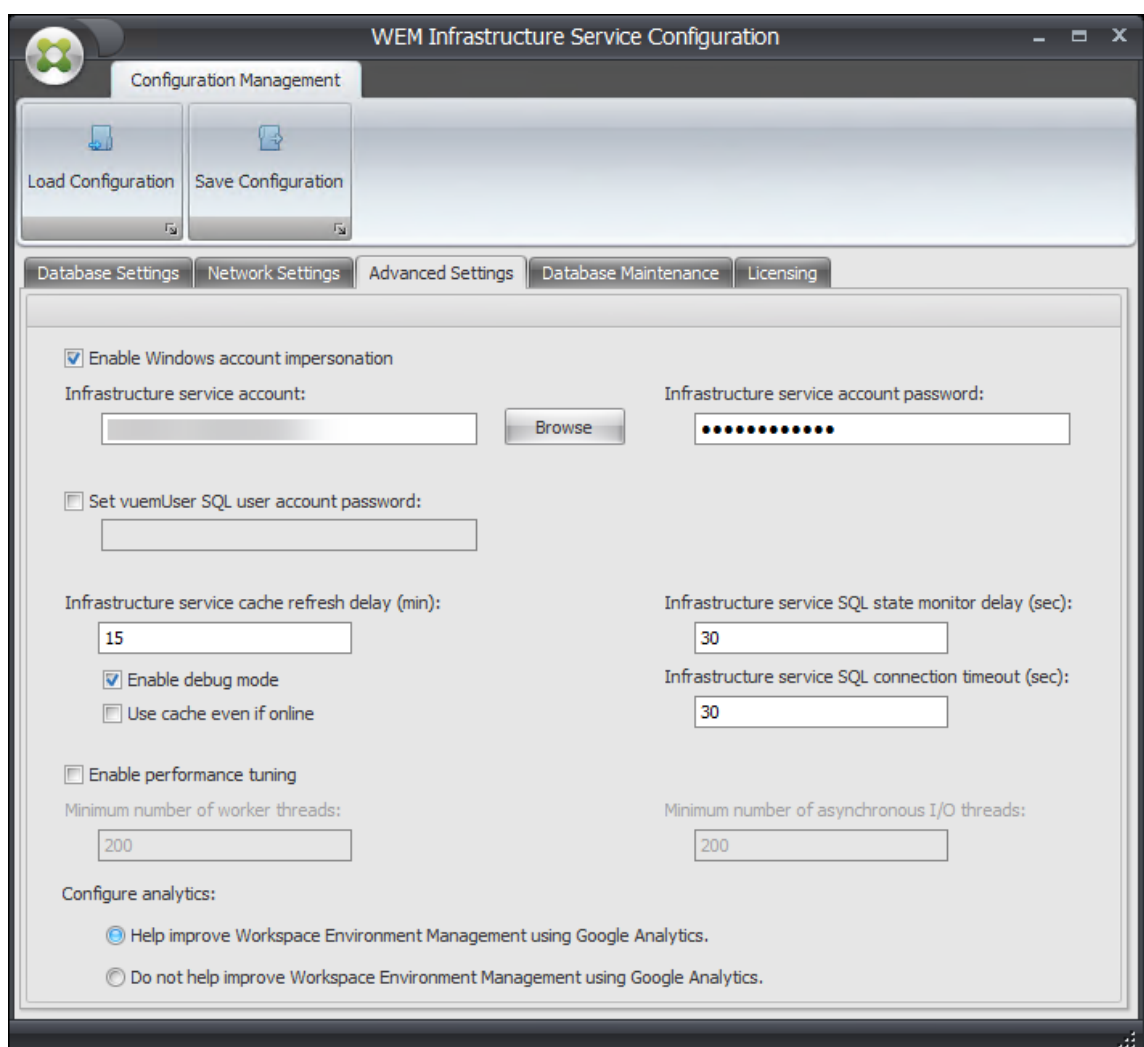 WEM Infrastructure Service Configuration
Configuration Management
Load Configuration
Save Configuration
Database Settings
Network Settings
Advanced Settings
Database Maintenance
Licensing
Enable Windows account impersonation
Infrastructure service account:
Infrastructure service account password:
Browse
••••••••••••
Set vuemUser SQL user account password:
Infrastructure service cache refresh delay (min):
Infrastructure service SQL state monitor delay (sec):
15
30
Enable debug mode
Infrastructure service SQL connection timeout (sec):
Use cache even if online
30
Enable performance tuning
Minimum number of worker threads:
Minimum number of asynchronous I/O threads:
200
200
Configure analytics:
Help improve Workspace Environment Management using Google Analytics.
Do not help improve Workspace Environment Management using Google Analytics.